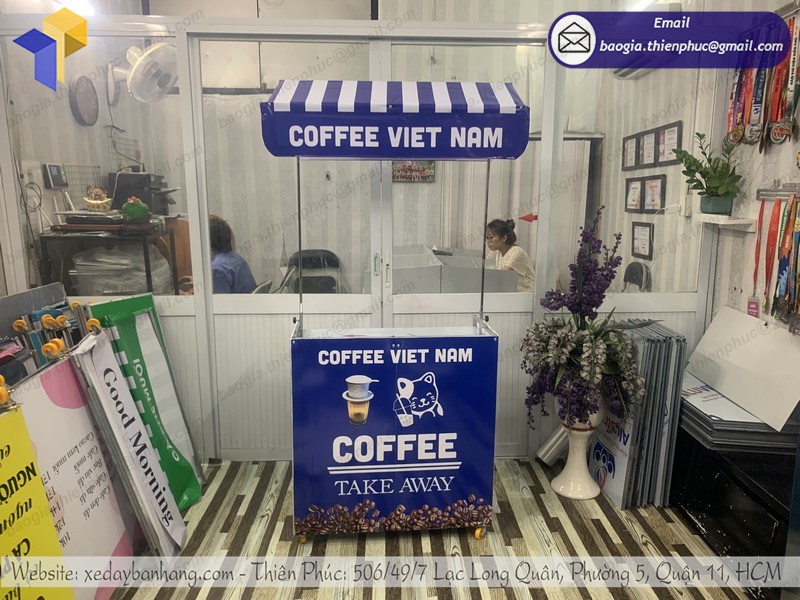 Email
baogia.thienphuc@gmail.com
COFFEE VIET NAM
COFFEE VIET NAM
COFFEE
TAKE AWAY
Good Morning
Website: xedaybanhang.com - Thiên Phúc: 506/49/7 Lạc Long Quân, Phường 5, Quận 11, HCM